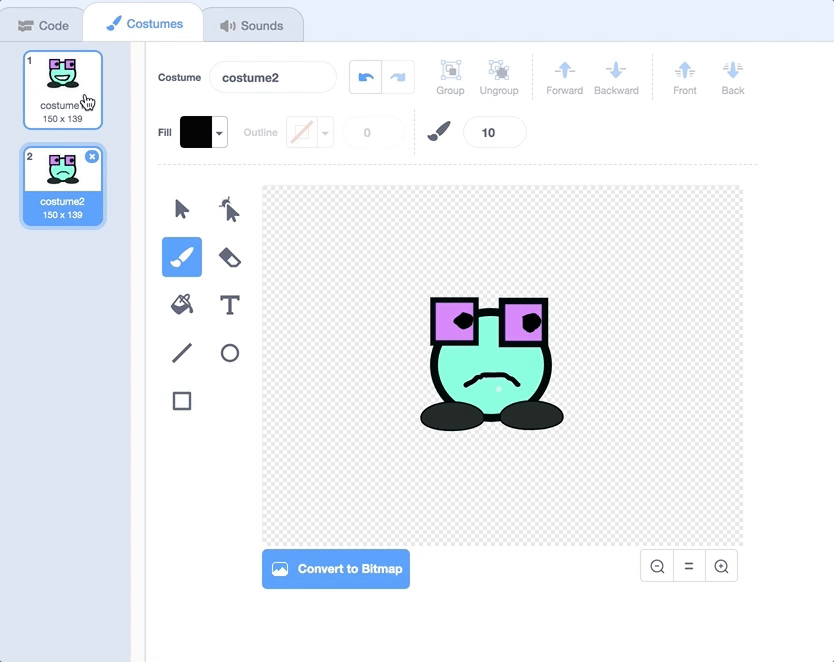 Code
Costumes
Sounds
1
costume1
150 x 139
2
costume2
150 x 139
Costume
costume2
Group
Ungroup
Forward
Backward
Front
Back
Fill
Outline
0
10
T
Convert to Bitmap